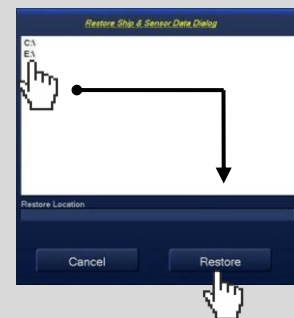 Restore Ship & Sensor Data Dialog
C:\
E:\
Restore Location
Cancel Restore